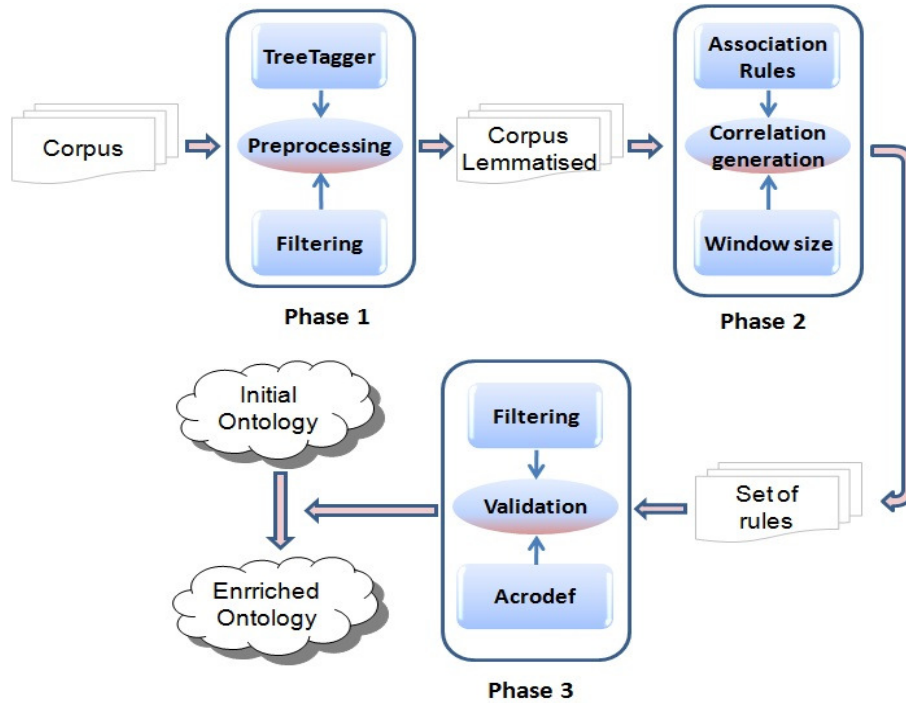 TreeTagger
Corpus
Preprocessing
Filtering
Phase 1
Corpus
Lemmatised
Association
Rules
Correlation
generation
Window size
Phase 2
Initial
Ontology
Enrriched
Ontology
Filtering
Validation
Acrodef
Phase 3
Set of
rules